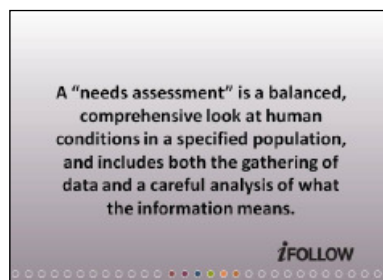 A “needs assessment” is a balanced,
comprehensive look at human
conditions in a specified population,
and includes both the gathering of
data and a careful analysis of what
the information means.
iFOLLOW